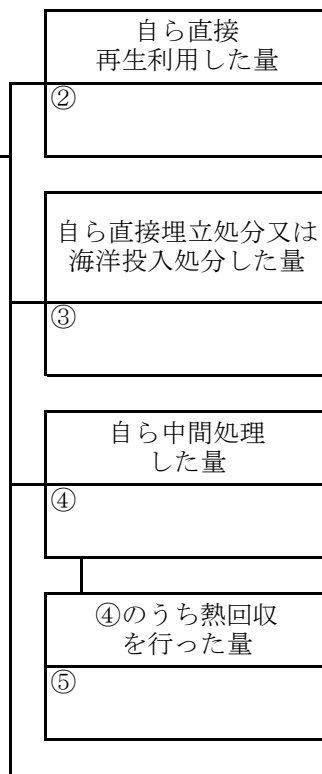 自ら直接
再生利用した量
②
自ら直接埋立処分又は
海洋投入処分した量
③
自ら中間処理
した量
④
④のうち熱回収
を行った量
⑤